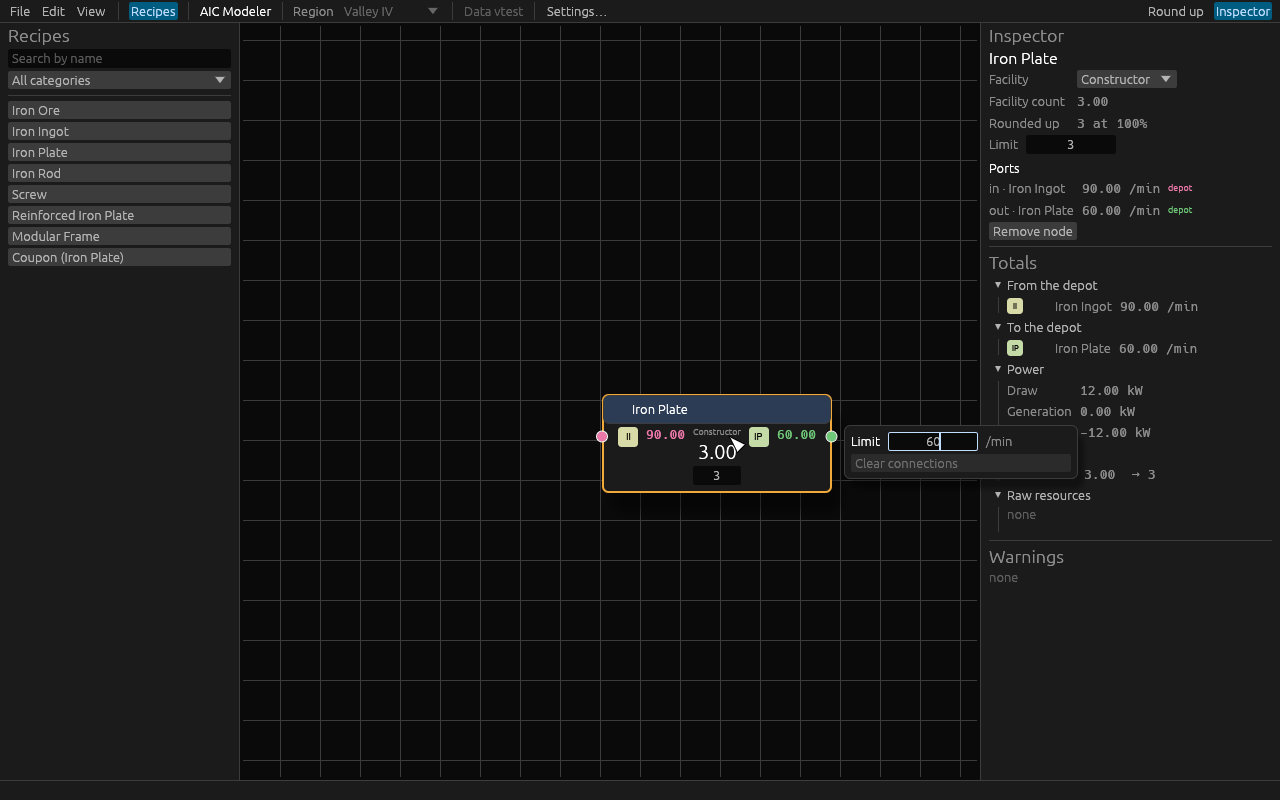 File Edit View Recipes AIC Modeler Region Valley IV Data vtest Settings… Round up Inspector
Recipes
Search by name
All categories
Iron Ore
Iron Ingot
Iron Plate
Iron Rod
Screw
Reinforced Iron Plate
Modular Frame
Coupon (Iron Plate)
Iron Plate
II 90.00 Constructor IP 60.00
3.00
3
Limit 60 /min
Clear connections
Inspector
Iron Plate
Facility Constructor
Facility count 3.00
Rounded up 3 at 100%
Limit 3
Ports
in · Iron Ingot 90.00 /min depot
out · Iron Plate 60.00 /min depot
Remove node
Totals
From the depot
II Iron Ingot 90.00 /min
To the depot
IP Iron Plate 60.00 /min
Power
Draw 12.00 kW
Generation 0.00 kW
-12.00 kW
3.00 → 3
Raw resources
none
Warnings
none